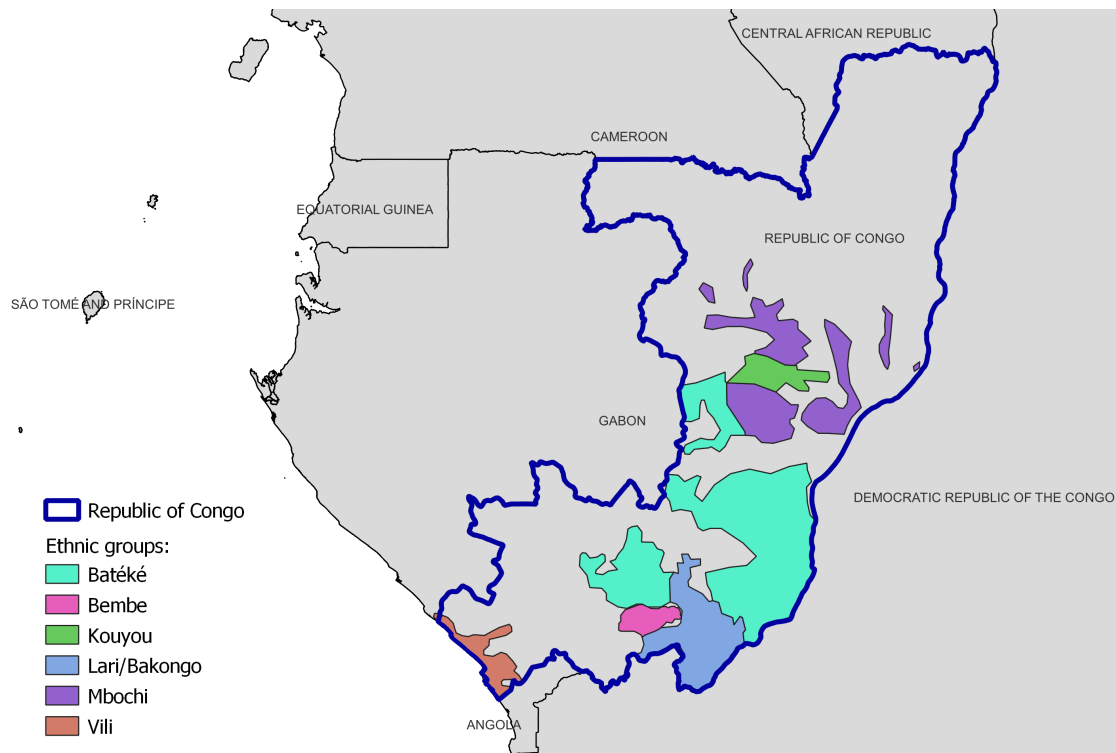 CENTRAL AFRICAN REPUBLIC
CAMEROON
EQUATORIAL GUINEA
REPUBLIC OF CONGO
SÃO TOMÉ AND PRÍNCIPE
GABON
DEMOCRATIC REPUBLIC OF THE CONGO
Republic of Congo
Ethnic groups:
Batéké
Bembe
Kouyou
Lari/Bakongo
Mbochi
Vili
ANGOLA